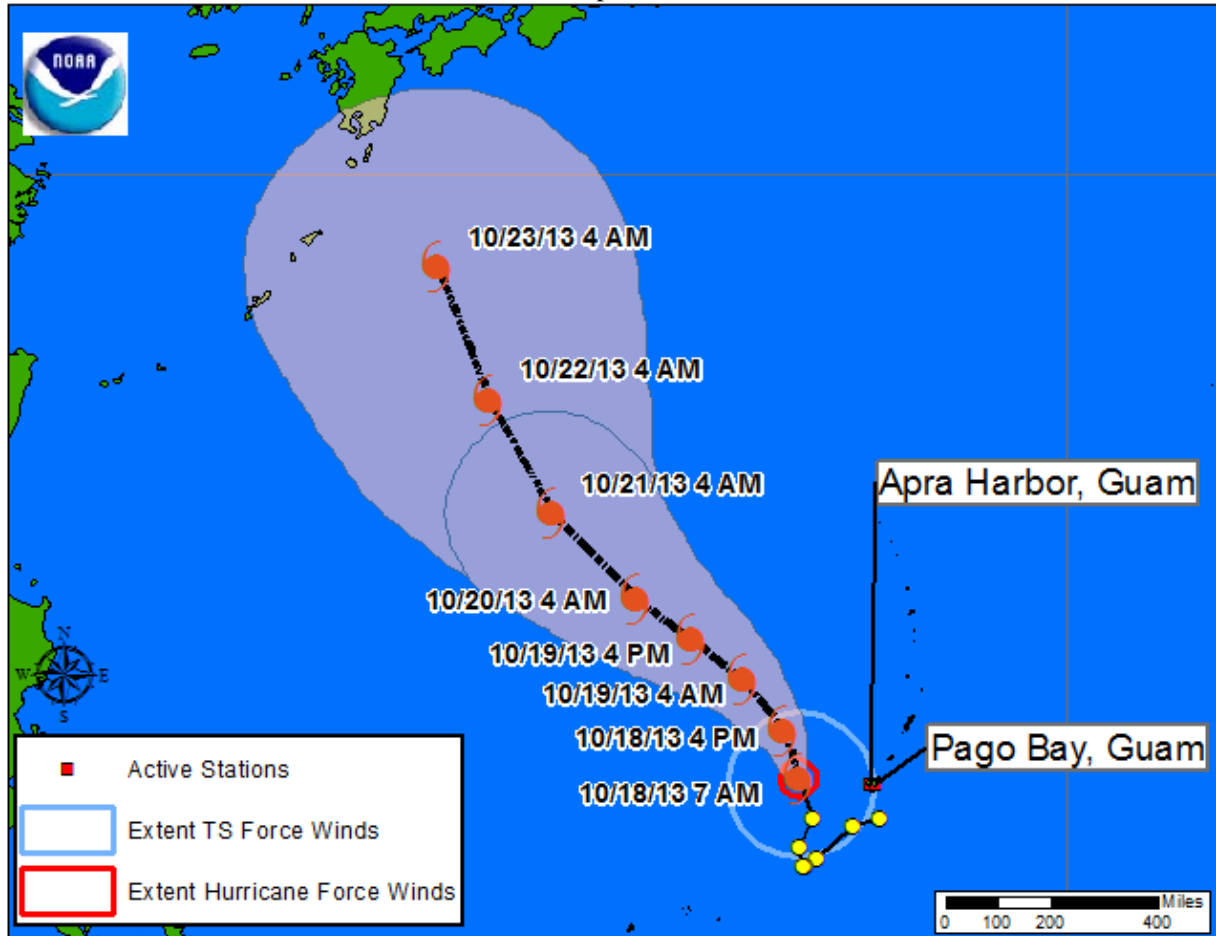 NOAA
10/23/13 4 AM
10/22/13 4 AM
10/21/13 4 AM
Apra Harbor, Guam
10/20/13 4 AM
10/19/13 4 PM
10/19/13 4 AM
10/18/13 4 PM
Pago Bay, Guam
10/18/13 7 AM
N
W E
S
Active Stations
Extent TS Force Winds
Extent Hurricane Force Winds
Miles
0 100 200 400